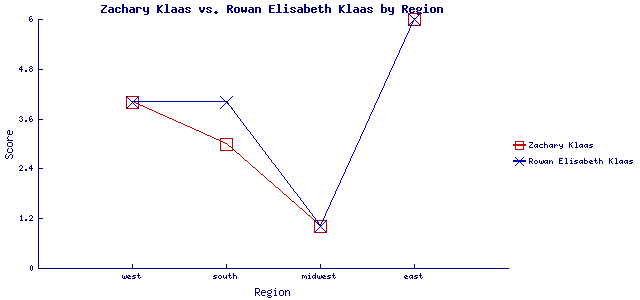 Zachary Klaas vs. Rowan Elisabeth Klaas by Region
6
4.8
3.6
2.4
1.2
0
Score
west south midwest east
Region
Zachary Klaas
Rowan Elisabeth Klaas